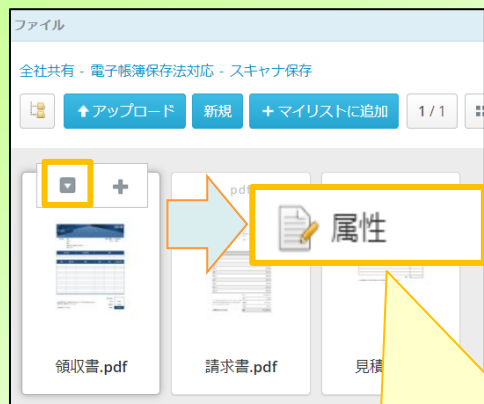 ファイル
全社共有 - 電子帳簿保存法対応 - スキャナ保存
アップロード 新規 + マイリストに追加 1 / 1
pdf
属性
領収書.pdf 請求書.pdf 見積